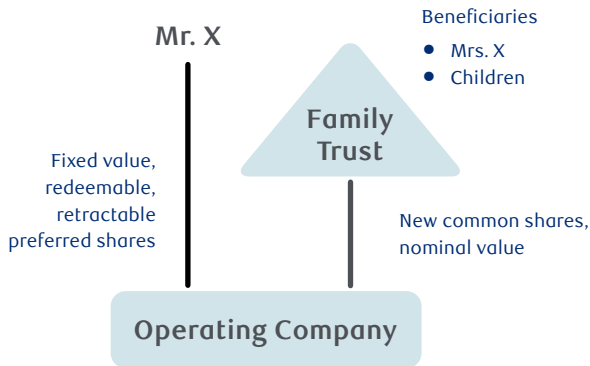 Mr. X
Beneficiaries
• Mrs. X
• Children
Family
Trust
Fixed value,
redeemable,
retractable
preferred shares
New common shares,
nominal value
Operating Company